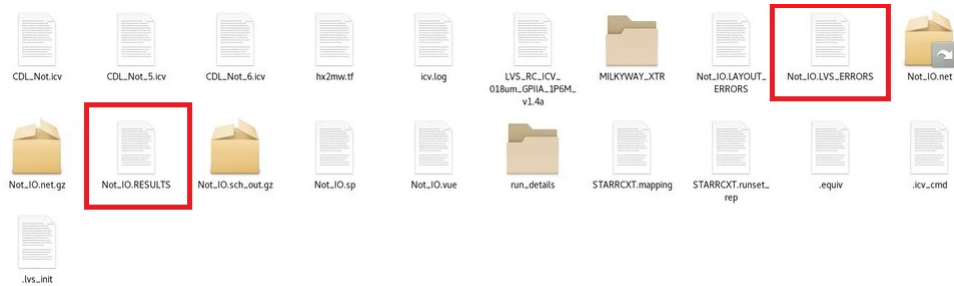 CDL_Not.icv
CDL_Not_5.icv
CDL_Not_6.icv
hx2mw.tf
icv.log
LVS_RC_ICV_
018um_GPIIA_1P6M_
v1.4a
MILKYWAY_XTR
Not_IO.LAYOUT_
ERRORS
Not_IO.LVS_ERRORS
Not_IO.net
Not_IO.net.gz
Not_IO.RESULTS
Not_IO.sch_out.gz
Not_IO.sp
Not_IO.vue
run_details
STARRCXT.mapping
STARRCXT.runset_
rep
.equiv
.icv_cmd
.lvs_init